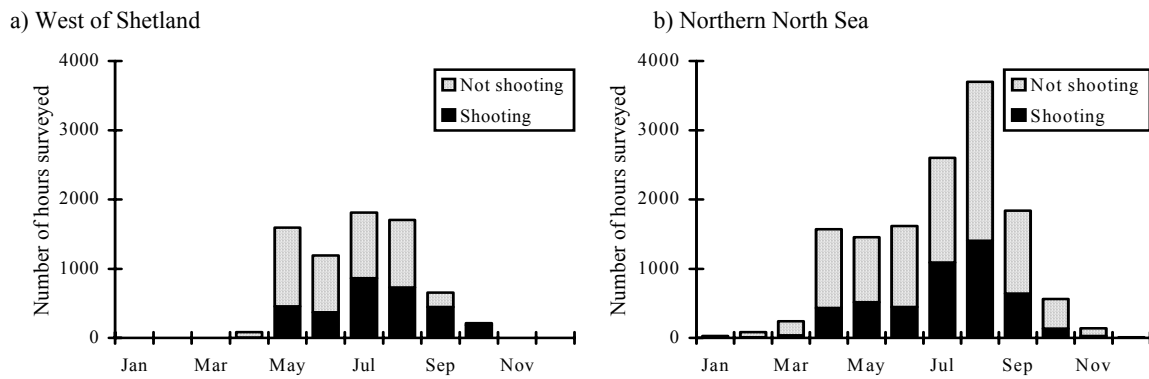 a) West of Shetland
Number of hours surveyed
4000
3000
2000
1000
0
Jan Mar May Jul Sep Nov
Not shooting
Shooting
b) Northern North Sea
Number of hours surveyed
4000
3000
2000
1000
0
Jan Mar May Jul Sep Nov
Not shooting
Shooting